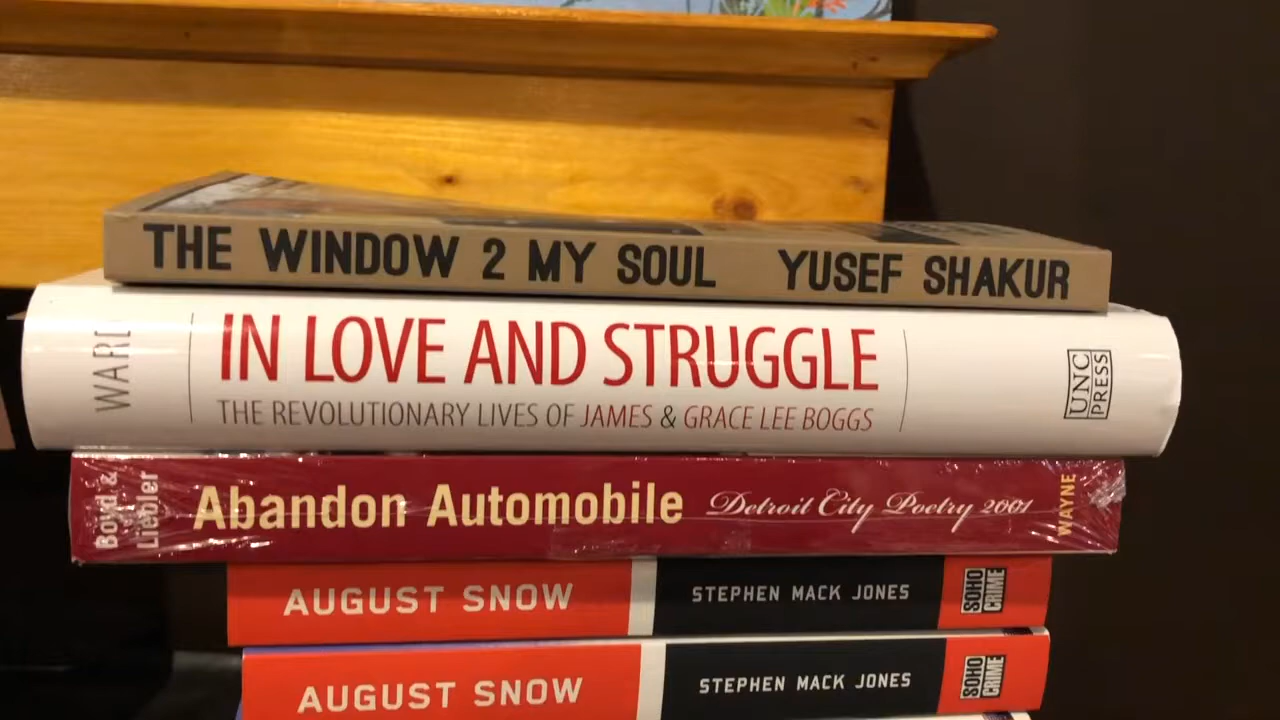 THE WINDOW 2 MY SOUL YUSEF SHAKUR
WARD
IN LOVE AND STRUGGLE
THE REVOLUTIONARY LIVES OF JAMES & GRACE LEE BOGGS
UNC
PRESS
Boyd &
Liebler
Abandon Automobile Detroit City Poetry 2001
WAYNE
AUGUST SNOW STEPHEN MACK JONES
SOHO
CRIME
AUGUST SNOW STEPHEN MACK JONES
SOHO
CRIME